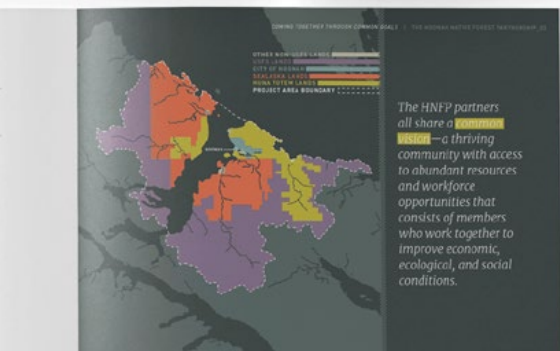 COMING TOGETHER THROUGH COMMON GOALS | THE HOONAH NATIVE FOREST PARTNERSHIP
OTHER NON-USFS LANDS
USFS LANDS
CITY OF HOONAH
SEALASKA LANDS
HUNA TOTEM LANDS
PROJECT AREA BOUNDARY
HOONAH
The HNFP partners
all share a common
vision—a thriving
community with access
to abundant resources
and workforce
opportunities that
consists of members
who work together to
improve economic,
ecological, and social
conditions.